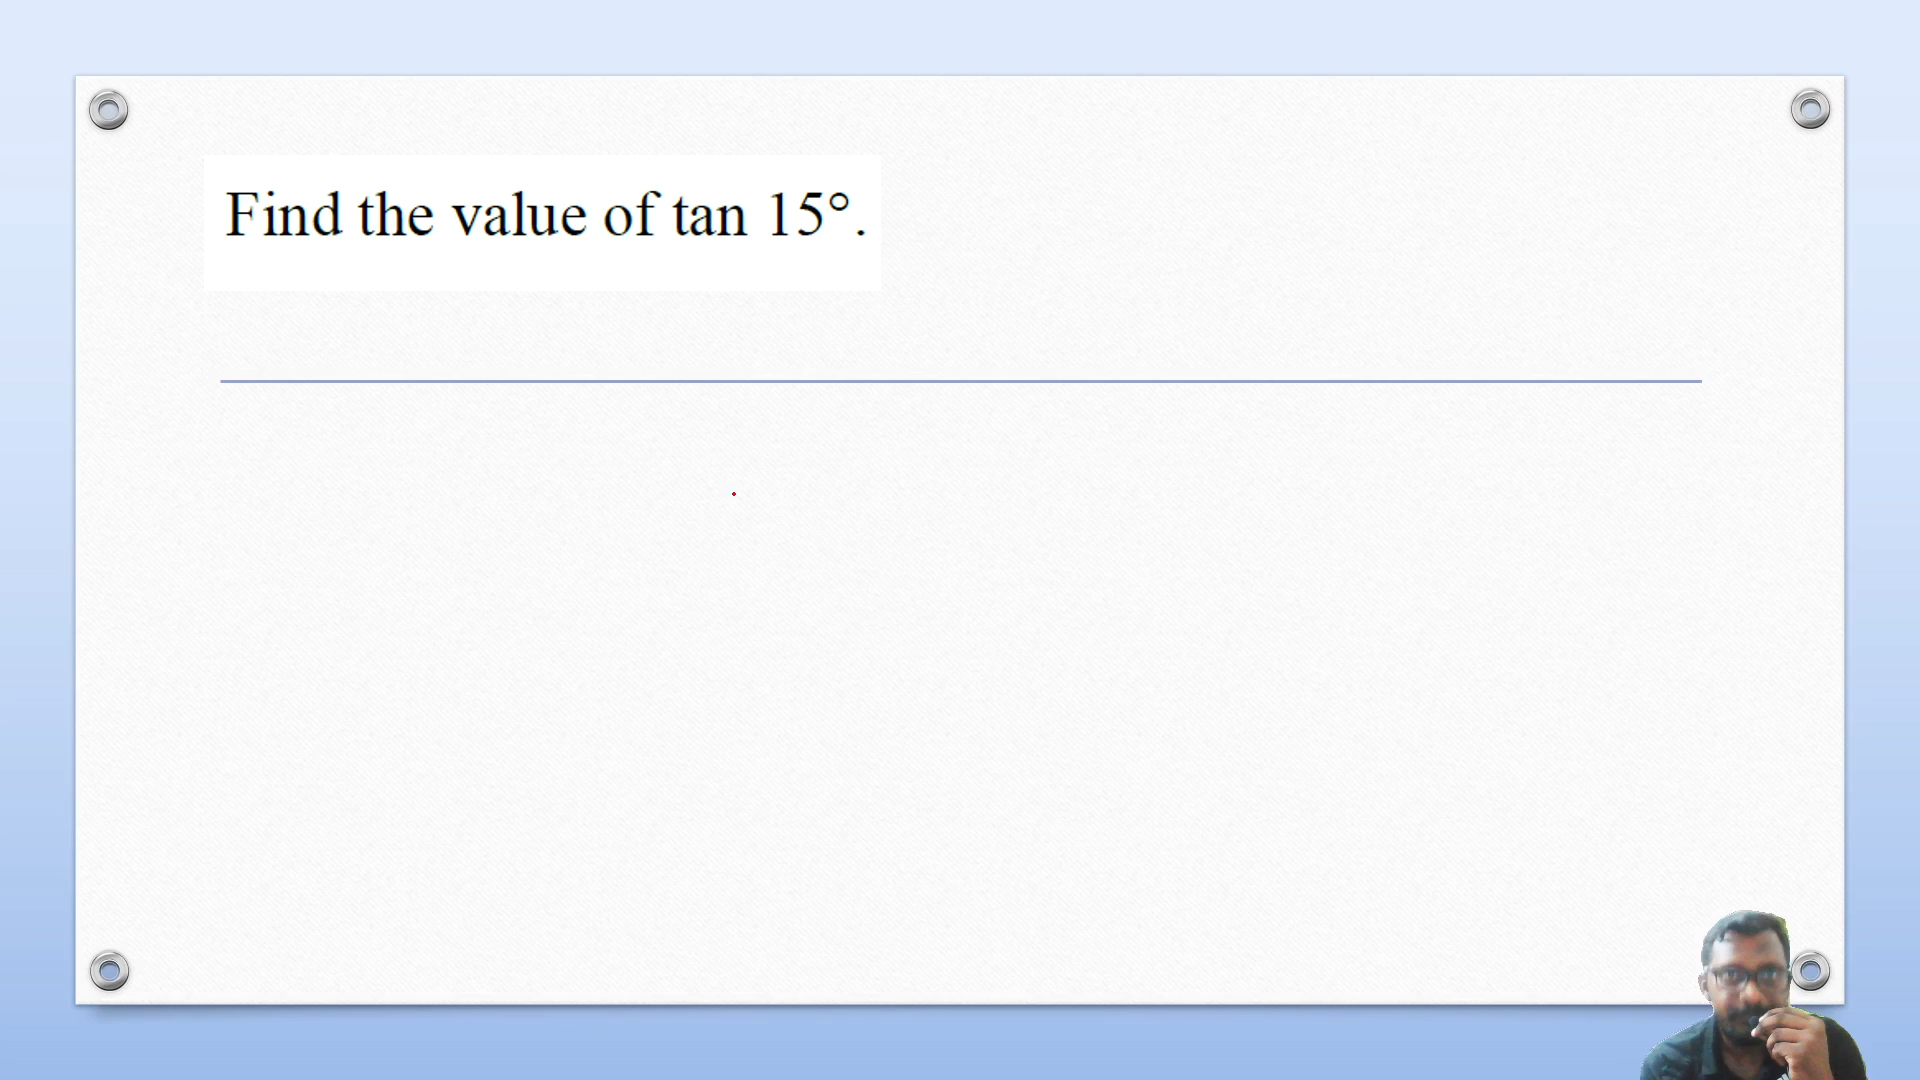 Find the value of tan 15°.